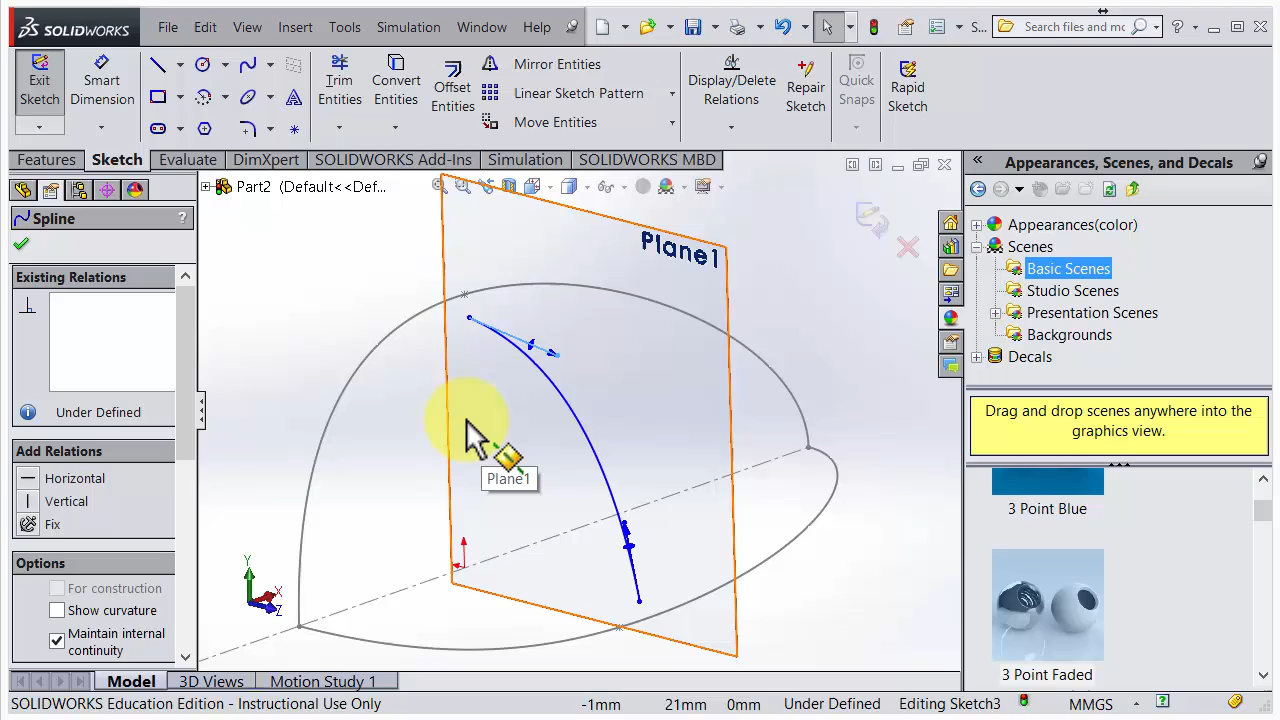 SOLIDWORKS
File Edit View Insert Tools Simulation Window Help
S... Search files and mc ?
Exit Sketch
Smart Dimension
Trim Entities
Convert Entities
Offset Entities
Mirror Entities
Linear Sketch Pattern
Move Entities
Display/Delete Relations
Repair Sketch
Quick Snaps
Rapid Sketch
Features Sketch Evaluate DimXpert SOLIDWORKS Add-Ins Simulation SOLIDWORKS MBD
Part2 (Default<<Def...
Spline ?
Existing Relations
Under Defined
Add Relations
Horizontal
Vertical
Fix
Options
For construction
Show curvature
Maintain internal
continuity
Plane1
Plane1
Y
X
Z
Appearances, Scenes, and Decals
Appearances(color)
Scenes
Basic Scenes
Studio Scenes
Presentation Scenes
Backgrounds
Decals
Drag and drop scenes anywhere into the
graphics view.
3 Point Blue
3 Point Faded
Model 3D Views Motion Study 1
SOLIDWORKS Education Edition - Instructional Use Only -1mm 21mm 0mm Under Defined Editing Sketch3 MMGS